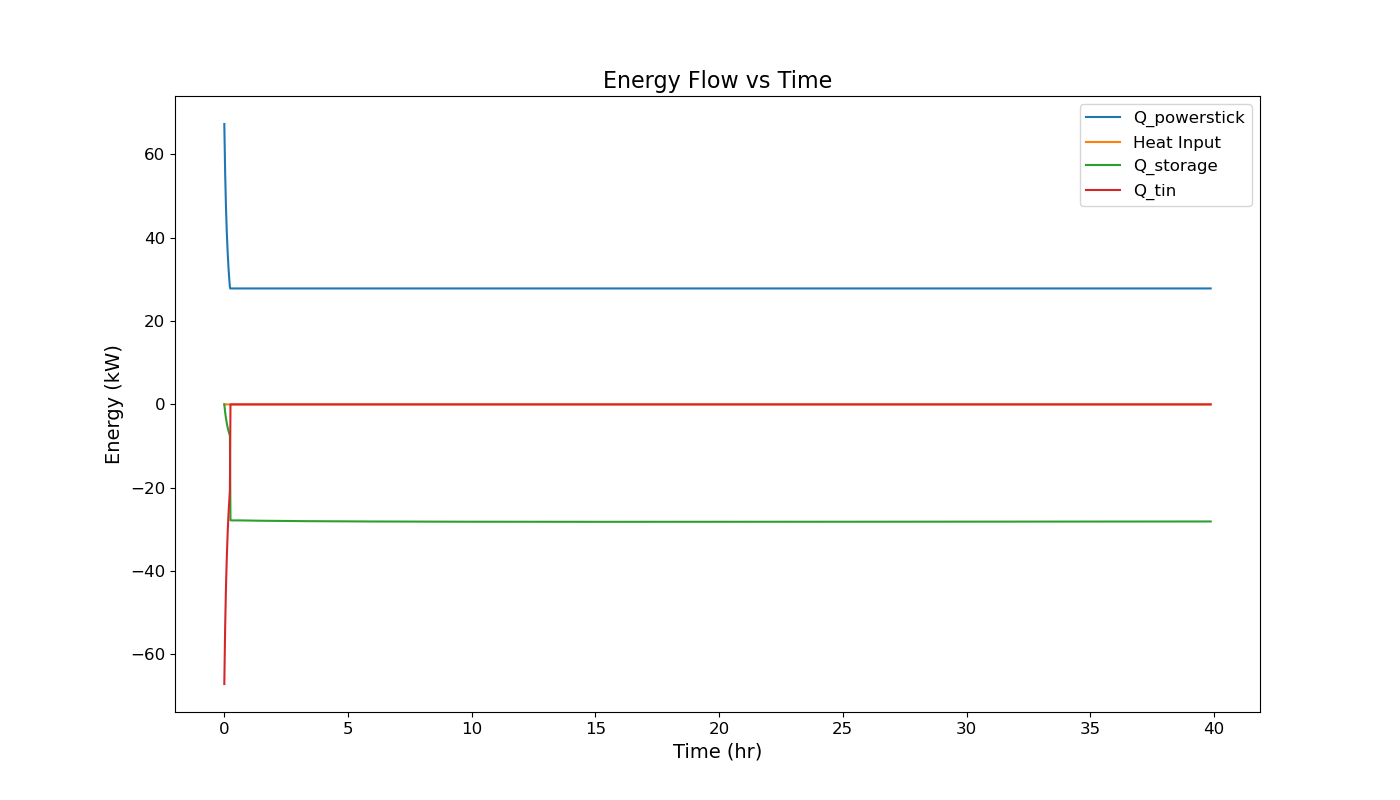 Energy Flow vs Time
Q_powerstick
Heat Input
Q_storage
Q_tin
Energy (kW)
60
40
20
0
−20
−40
−60
0 5 10 15 20 25 30 35 40
Time (hr)